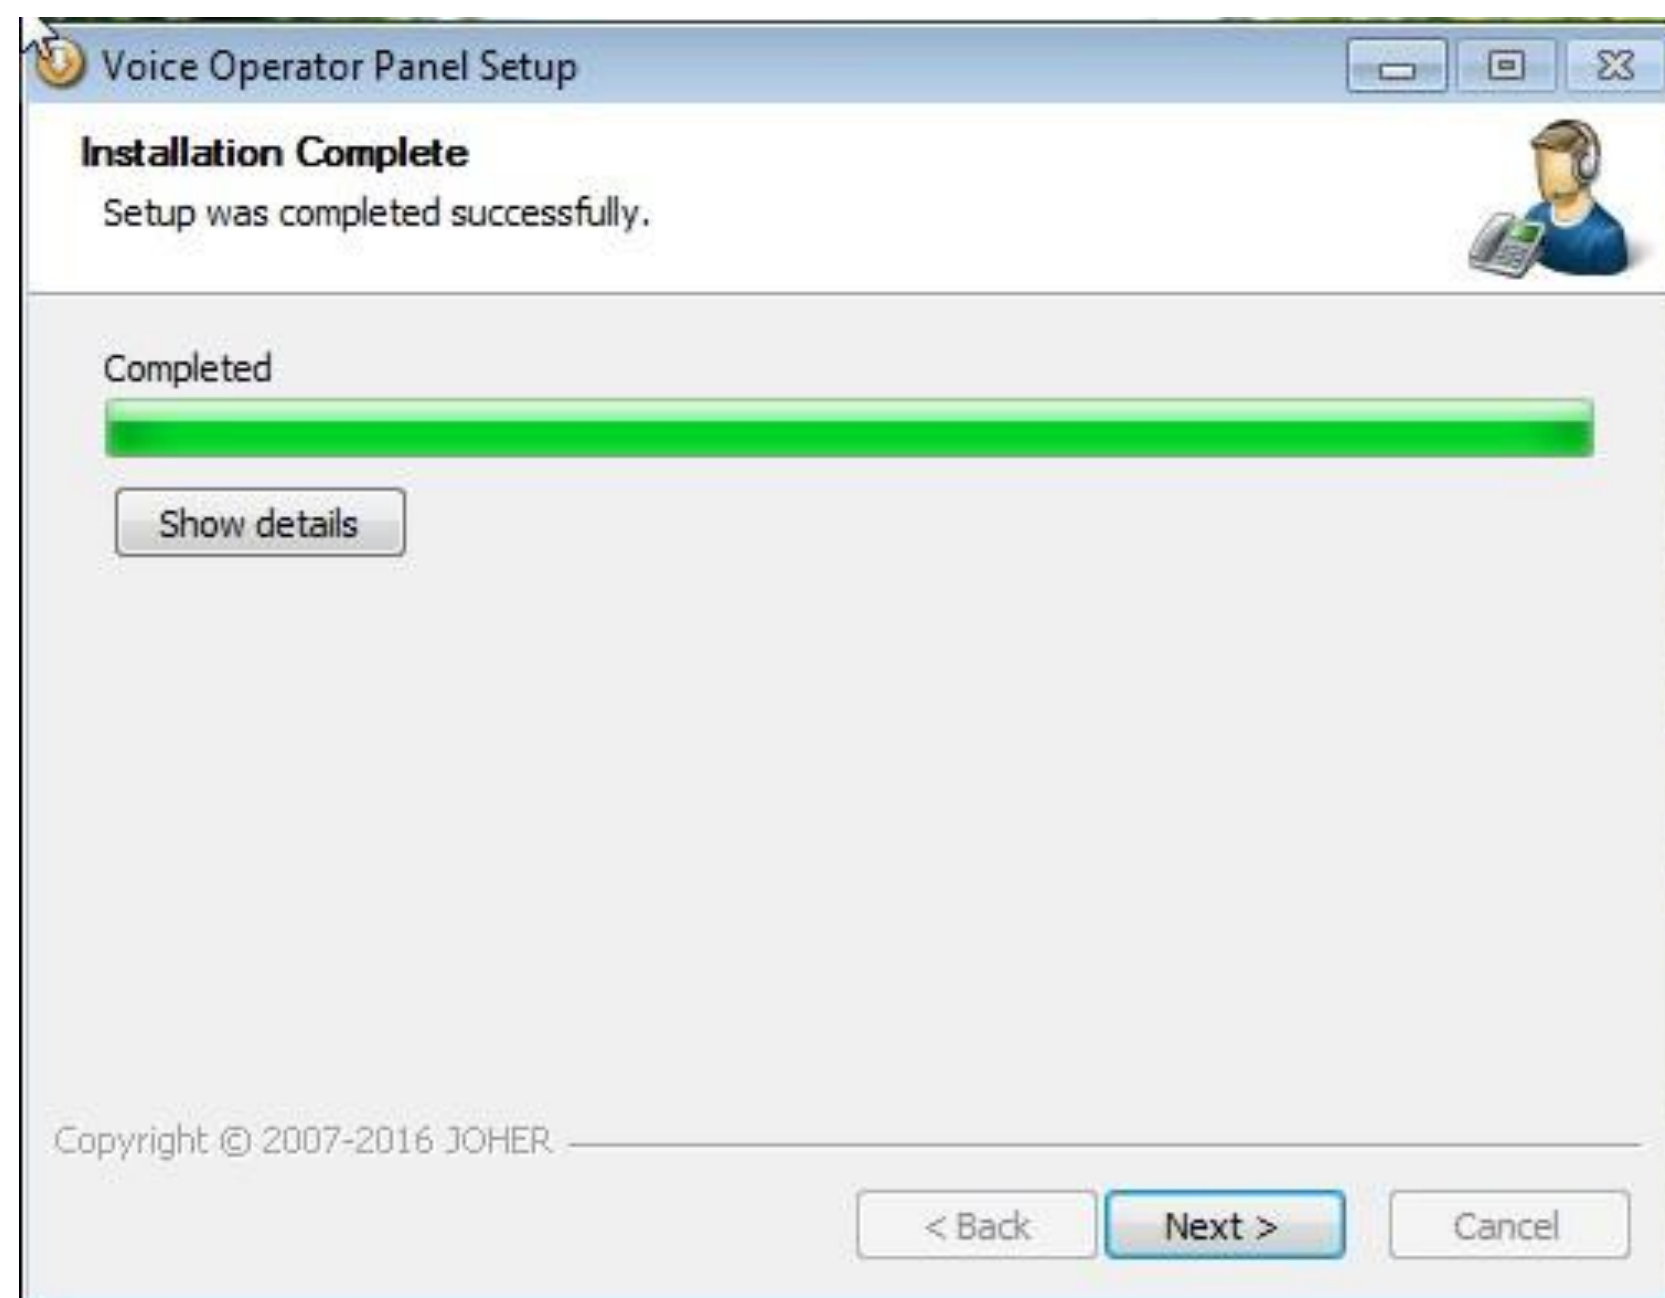 Voice Operator Panel Setup
Installation Complete
Setup was completed successfully.
Completed
Show details
Copyright © 2007-2016 JOHER
< Back Next > Cancel